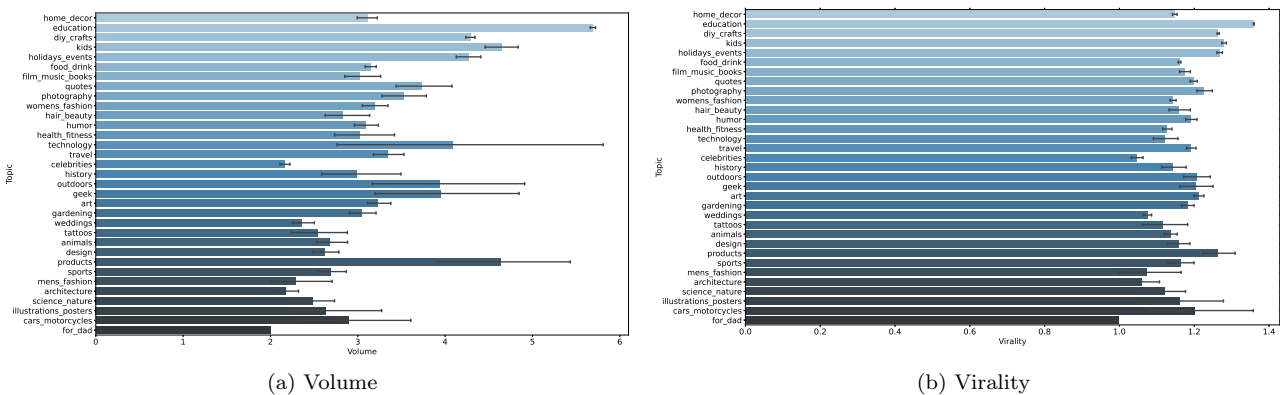 home_decor
education
diy_crafts
kids
holidays_events
food_drink
film_music_books
quotes
photography
womens_fashion
hair_beauty
humor
health_fitness
technology
travel
celebrities
history
outdoors
geek
art
gardening
weddings
tattoos
animals
design
products
sports
mens_fashion
architecture
science_nature
illustrations_posters
cars_motorcycles
for_dad
Topic
0 1 2 3 4 5 6
Volume
(a) Volume
home_decor
education
diy_crafts
kids
holidays_events
food_drink
film_music_books
quotes
photography
womens_fashion
hair_beauty
humor
health_fitness
technology
travel
celebrities
history
outdoors
geek
art
gardening
weddings
tattoos
animals
design
products
sports
mens_fashion
architecture
science_nature
illustrations_posters
cars_motorcycles
for_dad
Topic
0.0 0.2 0.4 0.6 0.8 1.0 1.2 1.4
Virality
(b) Virality